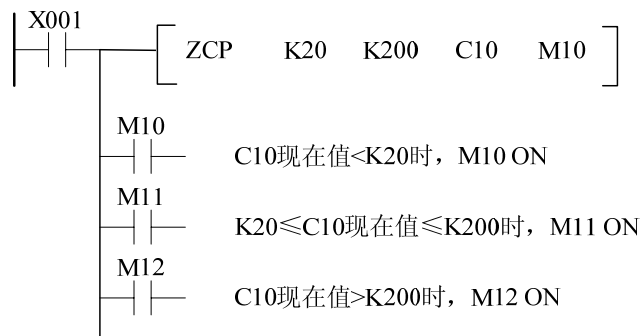 X001
ZCP K20 K200 C10 M10
M10
C10现在值<K20时，M10 ON
M11
K20≤C10现在值≤K200时，M11 ON
M12
C10现在值>K200时，M12 ON